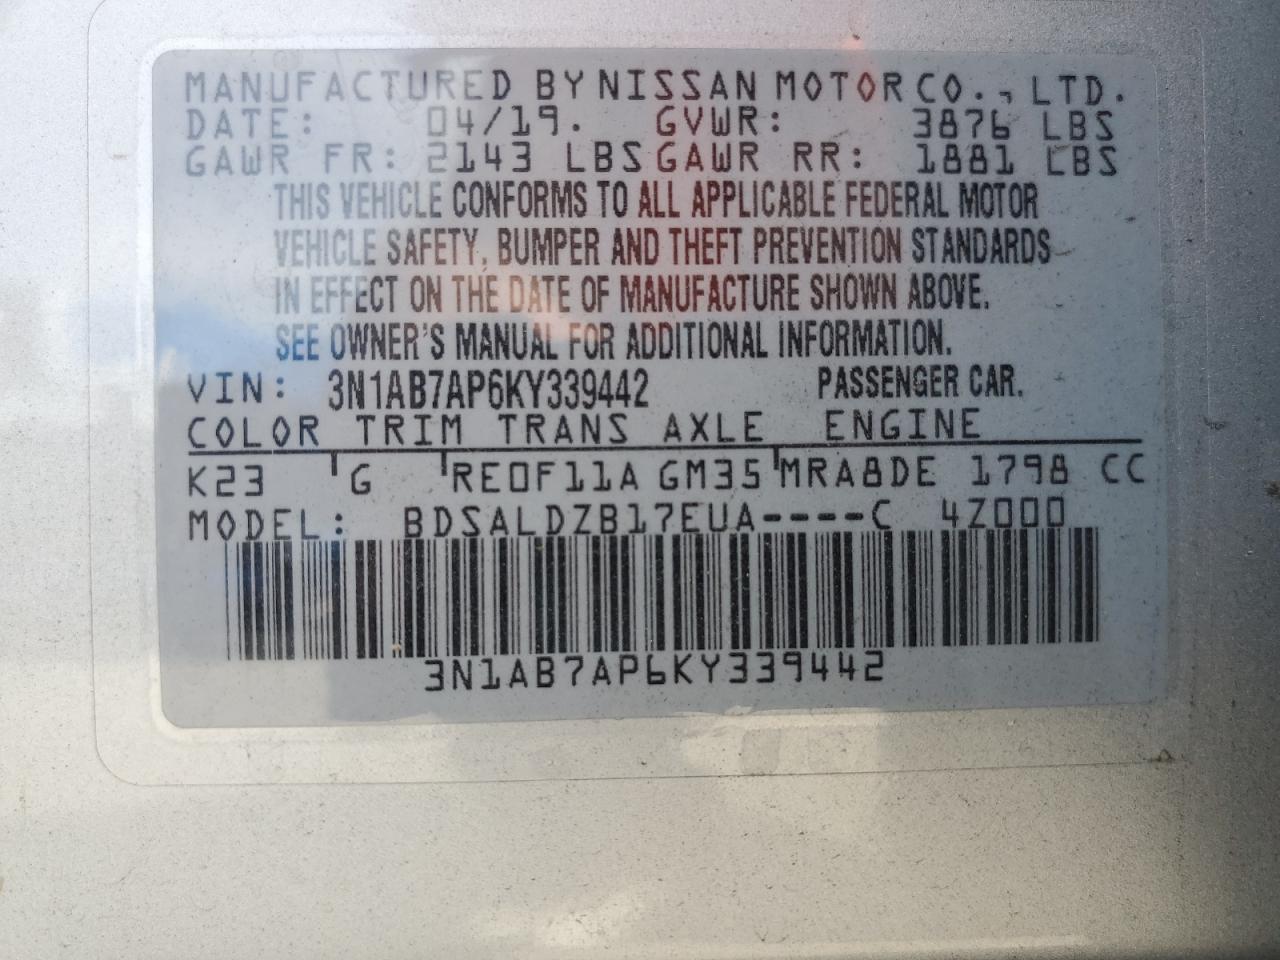 MANUFACTURED BY NISSAN MOTOR CO., LTD.
DATE: 04/19. GVWR: 3876 LBS
GAWR FR: 2143 LBS GAWR RR: 1881 LBS
THIS VEHICLE CONFORMS TO ALL APPLICABLE FEDERAL MOTOR
VEHICLE SAFETY, BUMPER AND THEFT PREVENTION STANDARDS
IN EFFECT ON THE DATE OF MANUFACTURE SHOWN ABOVE.
SEE OWNER'S MANUAL FOR ADDITIONAL INFORMATION.
VIN: 3N1AB7AP6KY339442 PASSENGER CAR.
COLOR TRIM TRANS AXLE ENGINE
K23 G RE0F11A GM35 MRA8DE 1798 CC
MODEL: BDSALDZB17EUA----C 4Z000
3N1AB7AP6KY339442